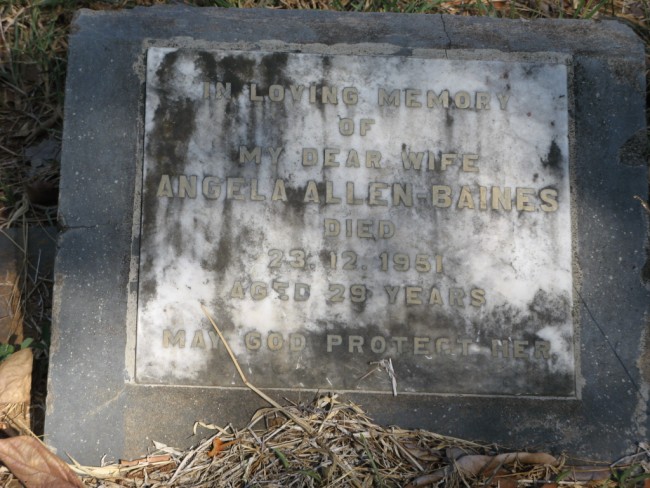 IN LOVING MEMORY
OF
MY DEAR WIFE
ANGELA ALLEN-BAINES
DIED
23.12.1951
AGED 29 YEARS
MAY GOD PROTECT HER